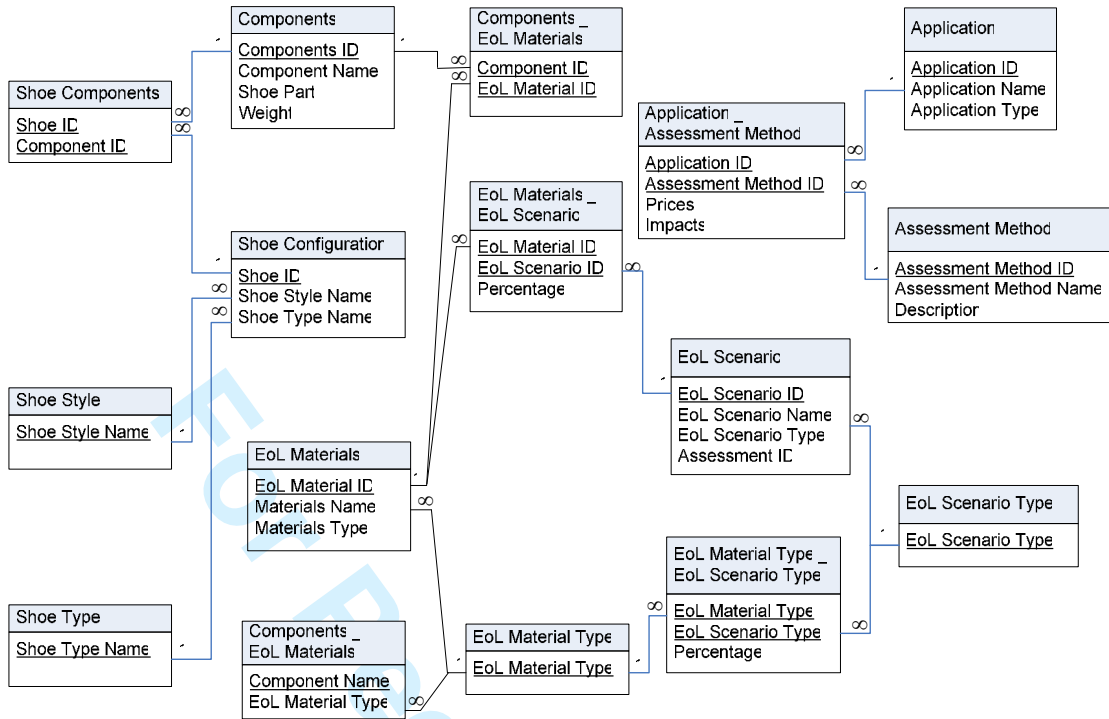 Components
Components ID
Component Name
Shoe Part
Weight
Shoe Components
Shoe ID
Component ID
Shoe Configuration
Shoe ID
Shoe Style Name
Shoe Type Name
Shoe Style
Shoe Style Name
Shoe Type
Shoe Type Name
EoL Materials
EoL Material ID
Materials Name
Materials Type
Components _
EoL Materials
Component Name
EoL Material Type
Components _
EoL Materials
Component ID
EoL Material ID
EoL Materials _
EoL Scenario
EoL Material ID
EoL Scenario ID
Percentage
EoL Material Type
EoL Material Type
Application _
Assessment Method
Application ID
Assessment Method ID
Prices
Impacts
Application
Application ID
Application Name
Application Type
Assessment Method
Assessment Method ID
Assessment Method Name
Description
EoL Scenario
EoL Scenario ID
EoL Scenario Name
EoL Scenario Type
Assessment ID
EoL Material Type _
EoL Scenario Type
EoL Material Type
EoL Scenario Type
Percentage
EoL Scenario Type
EoL Scenario Type
For